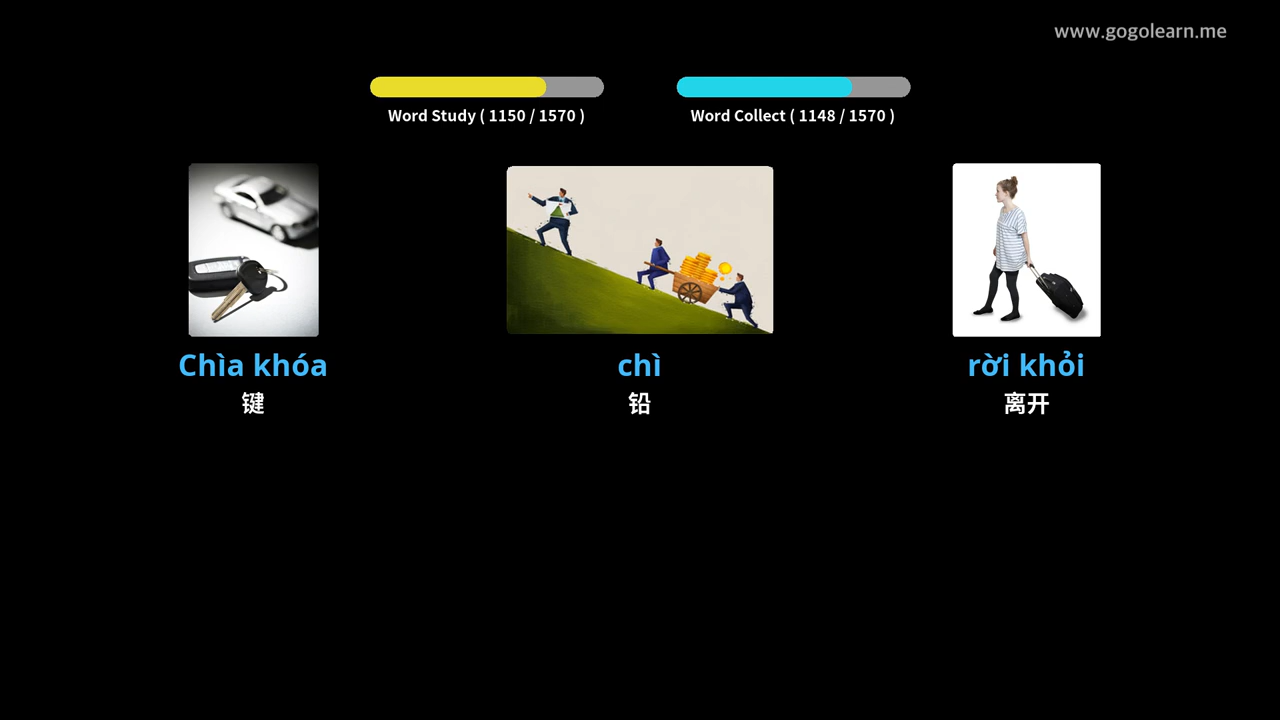 www.gogolearn.me
Word Study ( 1150 / 1570 )
Word Collect ( 1148 / 1570 )
Chìa khóa
键
chì
铅
rời khỏi
离开